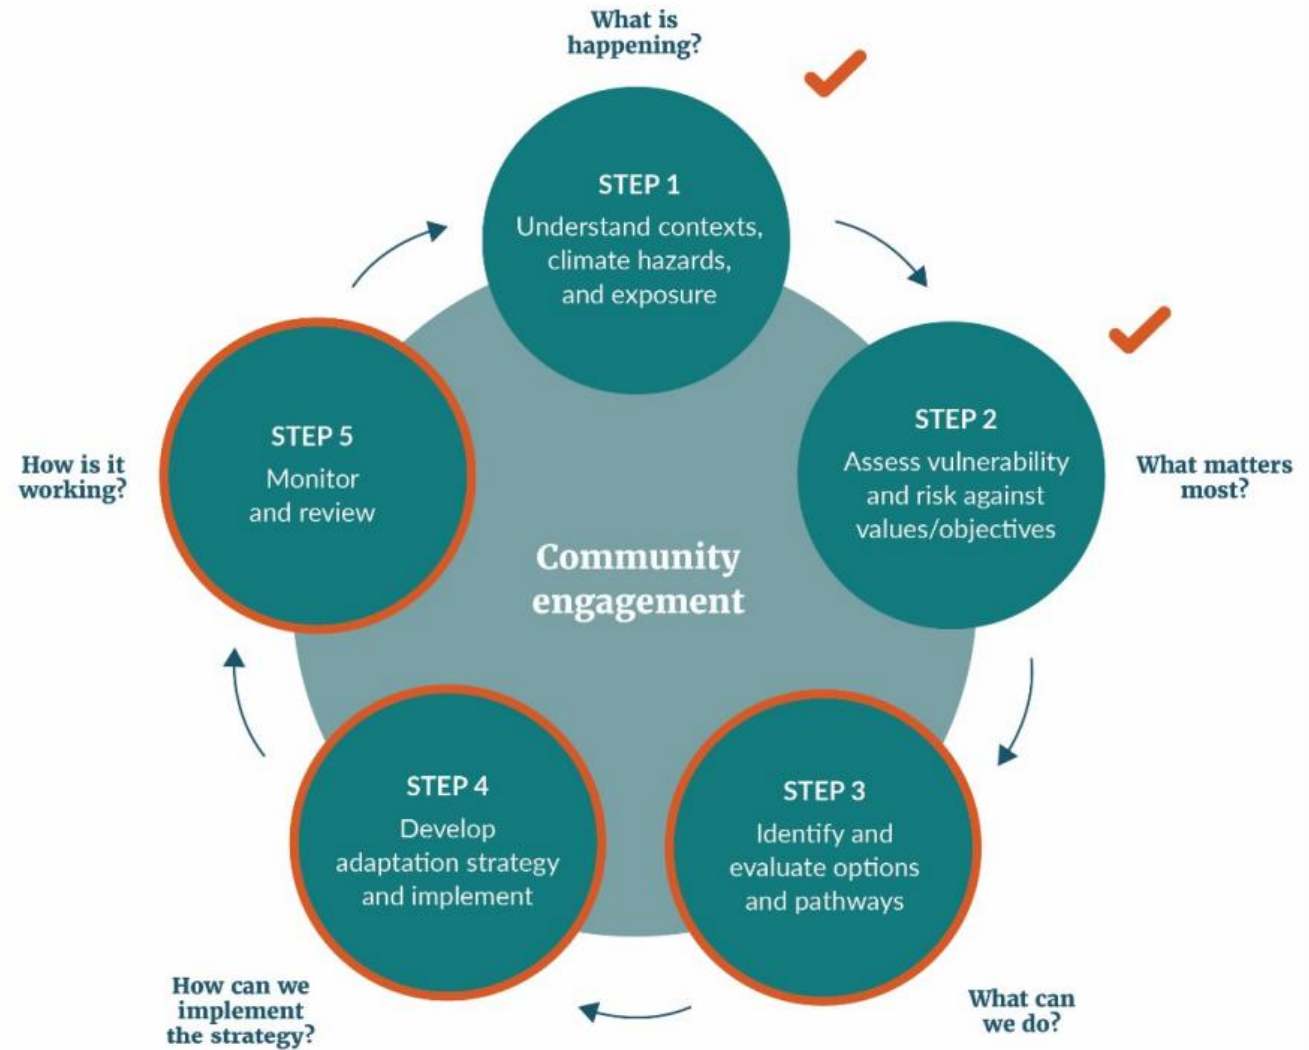 What is
happening?
STEP 1
Understand contexts,
climate hazards,
and exposure
STEP 2
Assess vulnerability
and risk against
values/objectives
What matters
most?
STEP 3
Identify and
evaluate options
and pathways
What can
we do?
STEP 4
Develop
adaptation strategy
and implement
How can we
implement
the strategy?
STEP 5
Monitor
and review
How is it
working?
Community
engagement